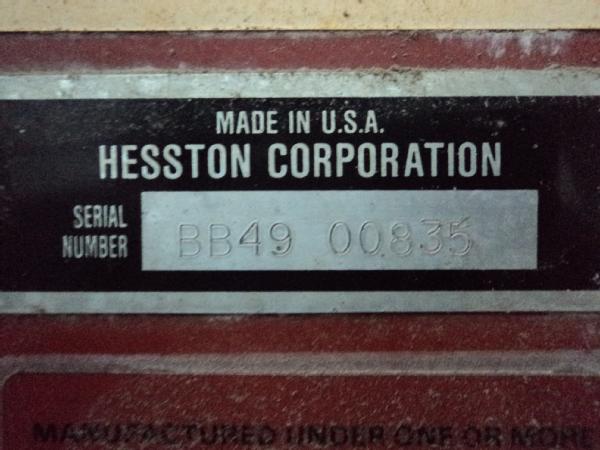 MADE IN U.S.A.
HESSTON CORPORATION
SERIAL
NUMBER
BB49 00835
MANUFACTURED UNDER ONE OR MORE